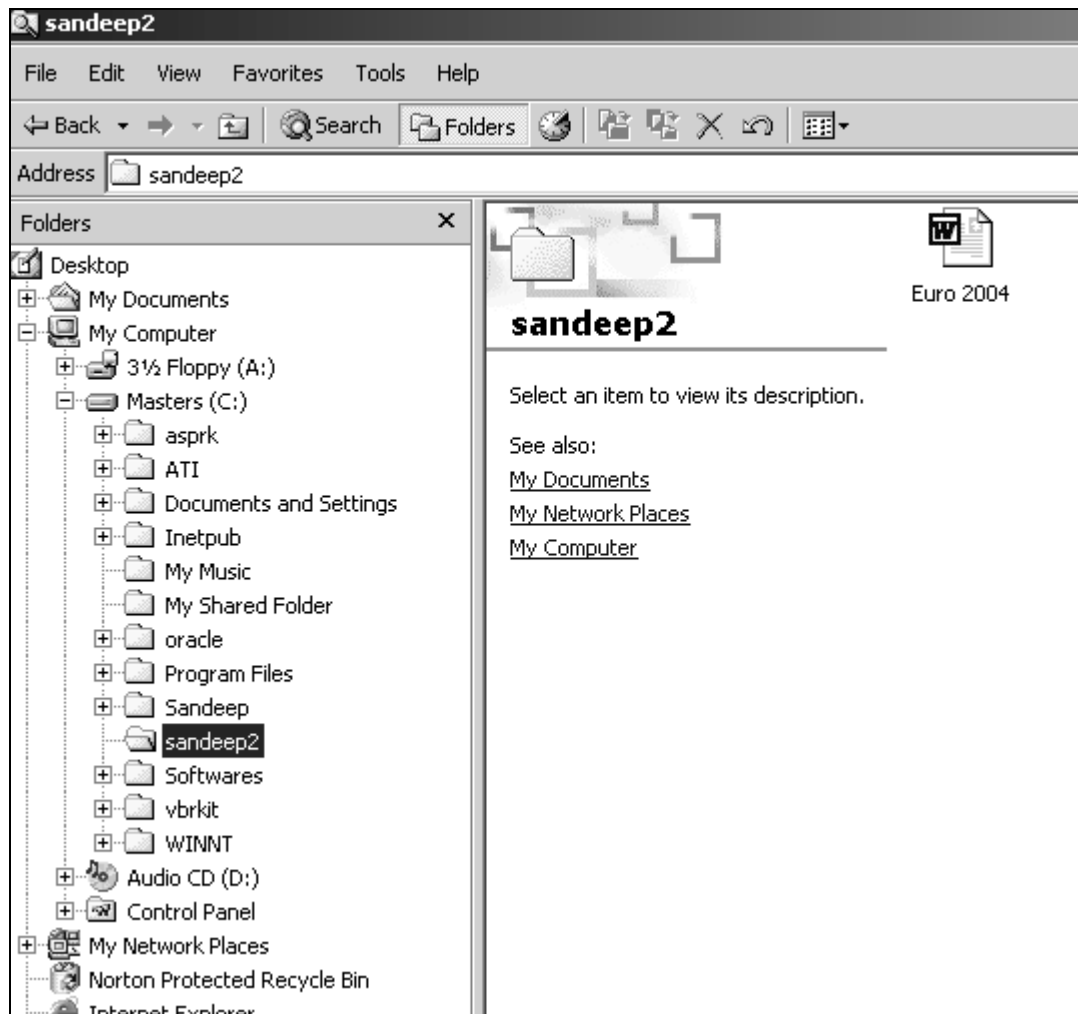 sandeep2
File Edit View Favorites Tools Help
Back Search Folders
Address sandeep2
Folders
Desktop
My Documents
My Computer
3½ Floppy (A:)
Masters (C:)
asprk
ATI
Documents and Settings
Inetpub
My Music
My Shared Folder
oracle
Program Files
Sandeep
sandeep2
Softwares
vbrkit
WINNT
Audio CD (D:)
Control Panel
My Network Places
Norton Protected Recycle Bin
Internet Explorer
sandeep2
Select an item to view its description.
See also:
My Documents
My Network Places
My Computer
Euro 2004